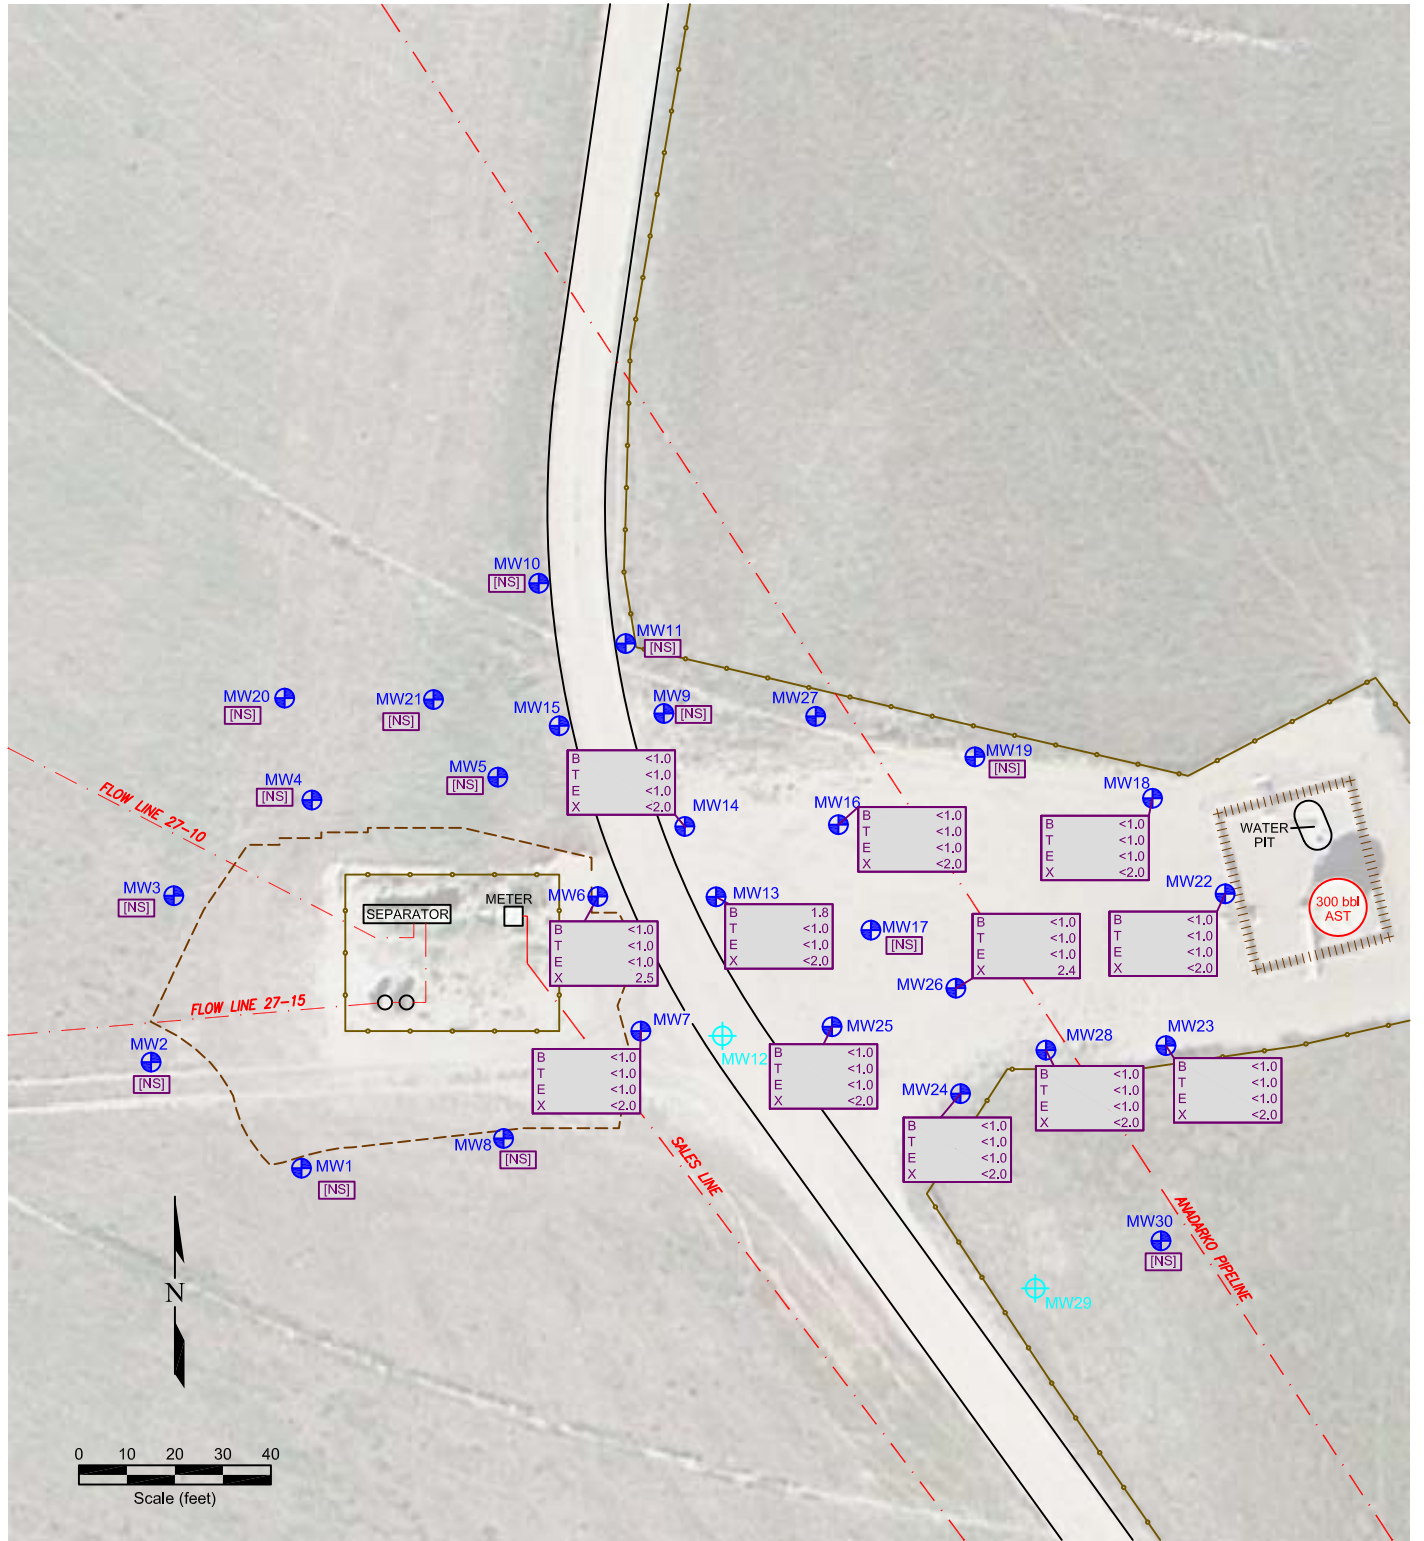 MW10
[NS]
MW11
[NS]
MW20
[NS]
MW21
[NS]
MW15
MW9
[NS]
MW27
MW19
[NS]
MW4
[NS]
MW5
[NS]
B <1.0
T <1.0
E <1.0
X <2.0
MW14
MW16
B <1.0
T <1.0
E <1.0
X <2.0
MW18
B <1.0
T <1.0
E <1.0
X <2.0
WATER
PIT
300 bbl
AST
FLOW LINE 27-10
MW3
[NS]
SEPARATOR
METER
MW6
B <1.0
T <1.0
E <1.0
X 2.5
MW13
B 1.8
T <1.0
E <1.0
X <2.0
MW17
[NS]
B <1.0
T <1.0
E <1.0
X 2.4
MW26
MW22
B <1.0
T <1.0
E <1.0
X <2.0
FLOW LINE 27-15
MW2
[NS]
MW7
B <1.0
T <1.0
E <1.0
X <2.0
MW12
MW25
B <1.0
T <1.0
E <1.0
X <2.0
MW28
B <1.0
T <1.0
E <1.0
X <2.0
MW23
B <1.0
T <1.0
E <1.0
X <2.0
MW24
B <1.0
T <1.0
E <1.0
X <2.0
MW8
[NS]
MW1
[NS]
SALES LINE
ANADARKO PIPELINE
MW30
[NS]
MW29
N
0 10 20 30 40
Scale (feet)